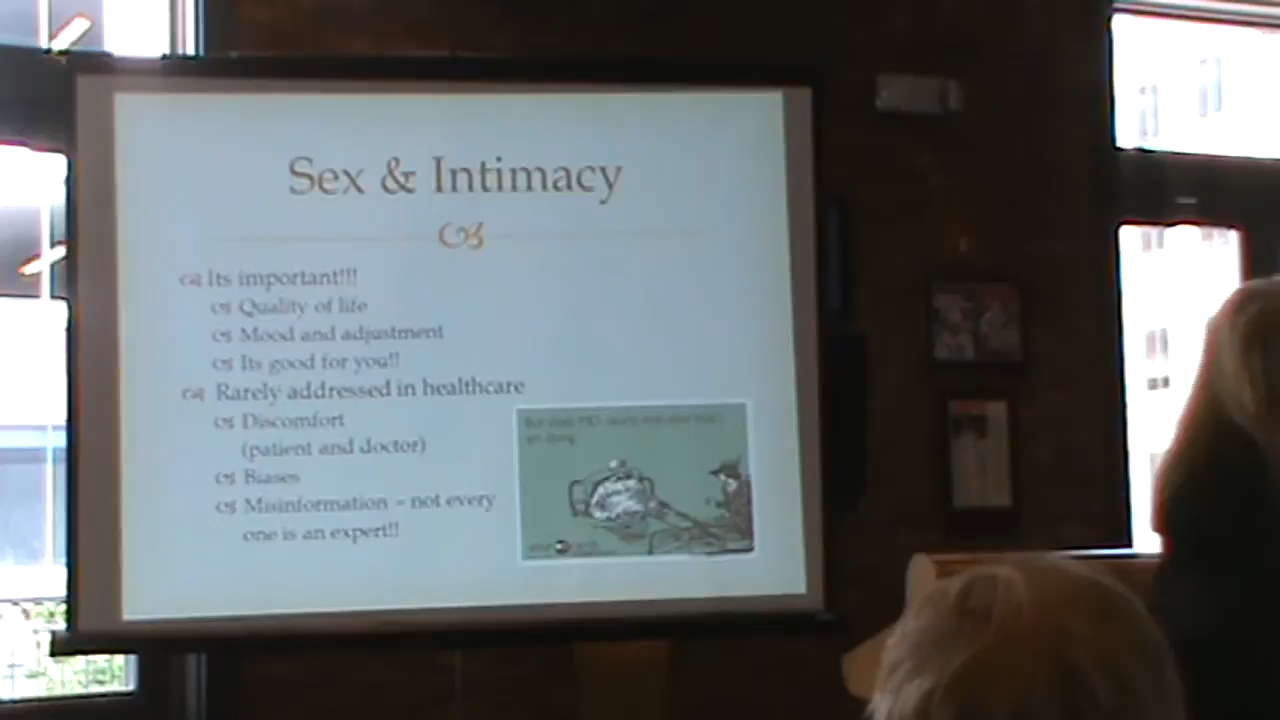 Sex & Intimacy
Its important!!!
Quality of life
Mood and adjustment
Its good for you!!
Rarely addressed in healthcare
Discomfort
(patient and doctor)
Biases
Misinformation – not every
one is an expert!!